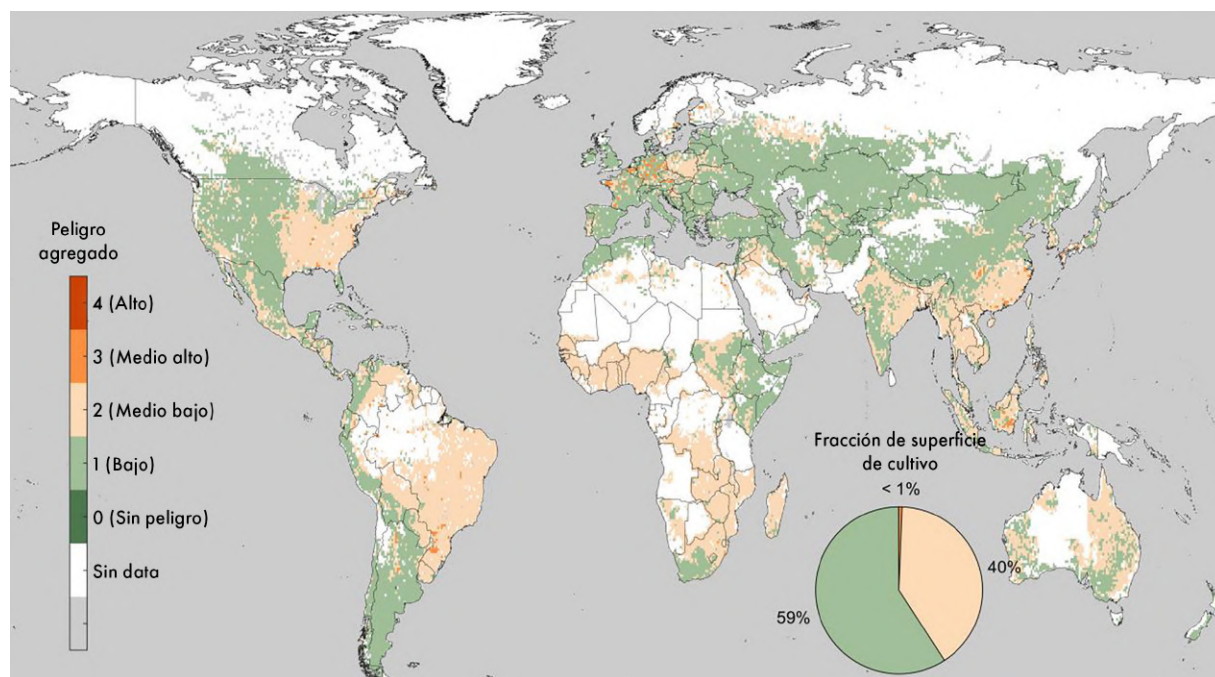 Peligro
agregado
4 (Alto)
3 (Medio alto)
2 (Medio bajo)
1 (Bajo)
0 (Sin peligro)
Sin data
Fracción de superficie
de cultivo
< 1%
40%
59%